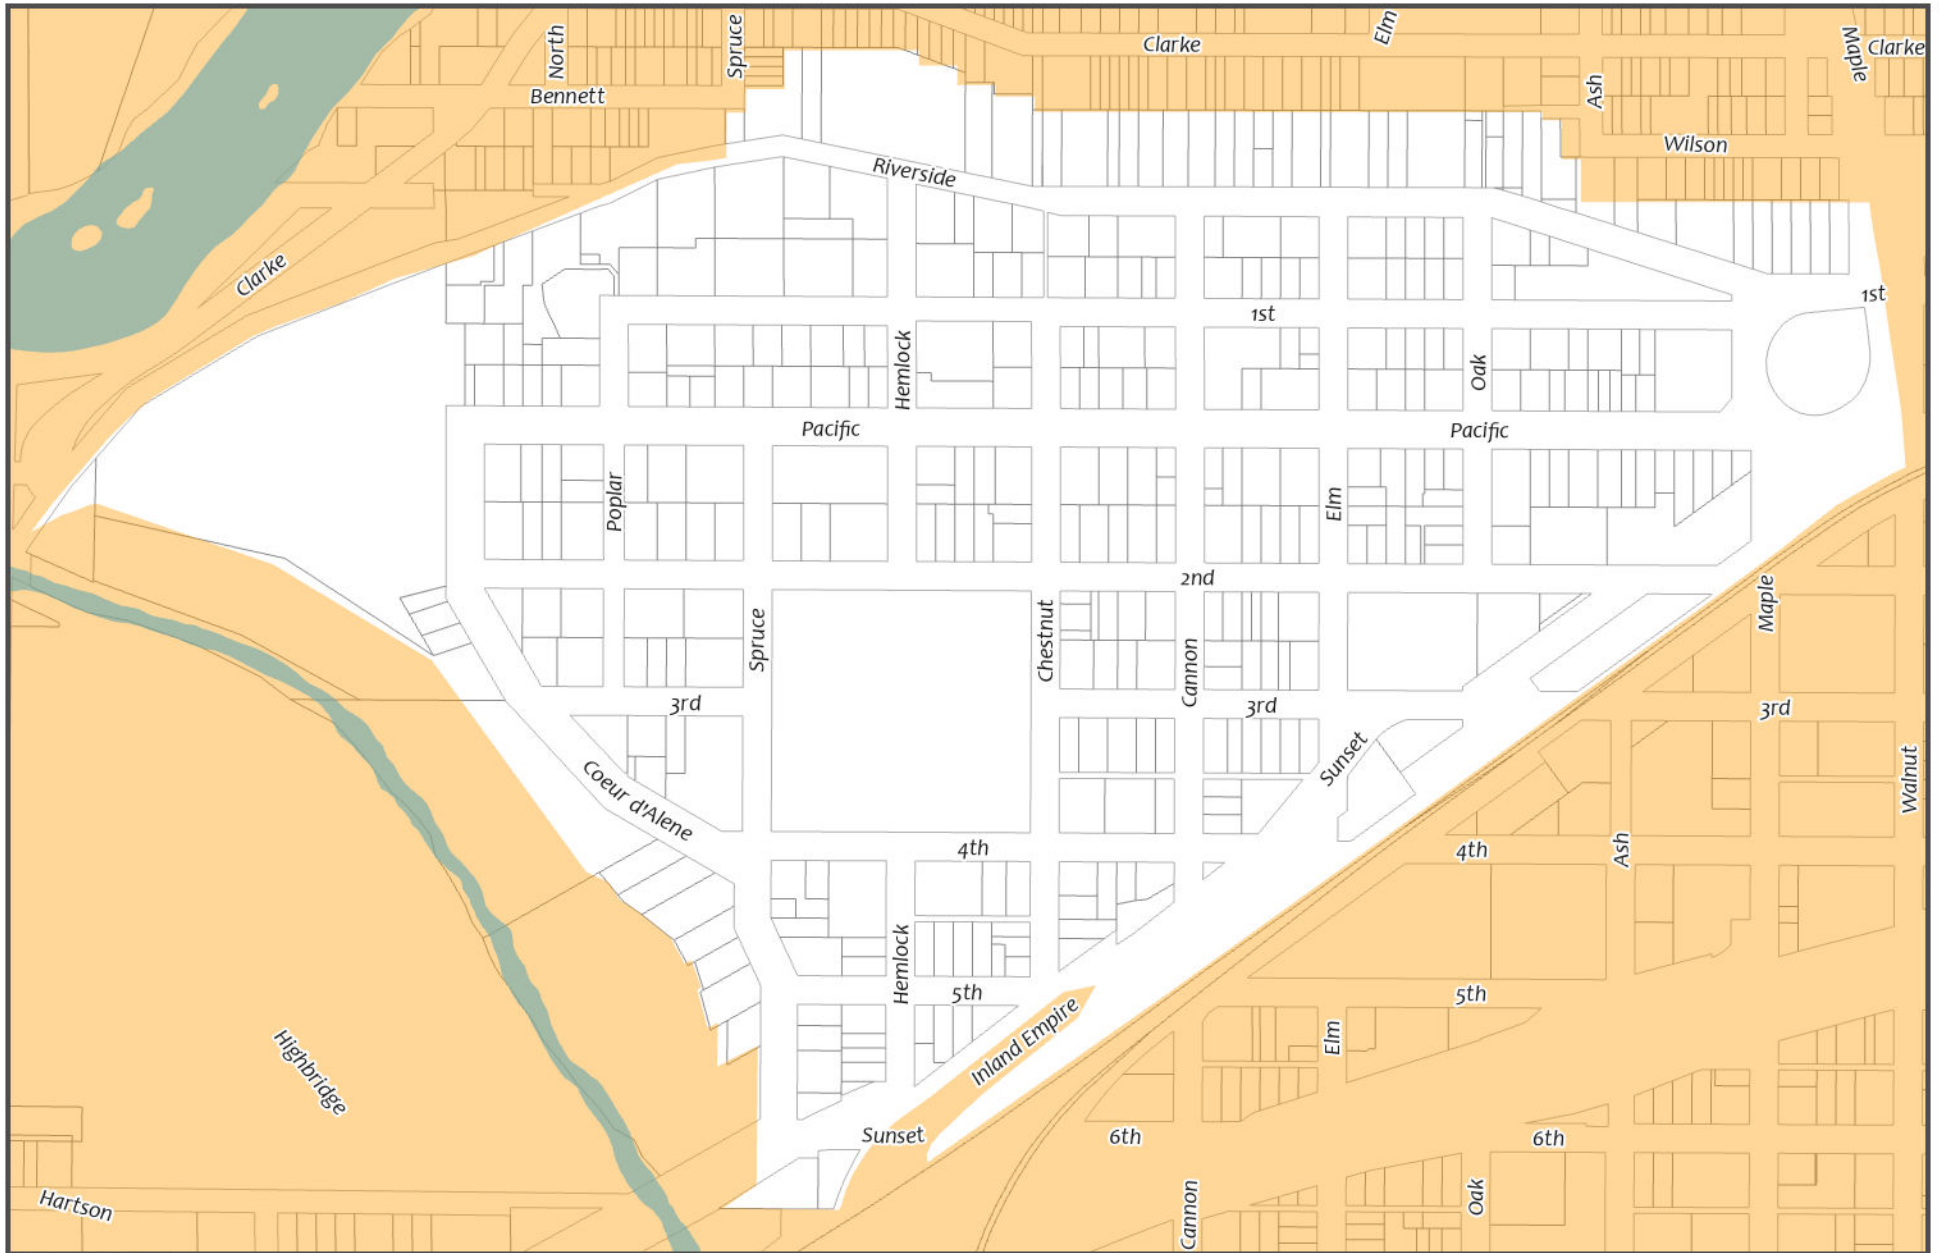 North
Spruce
Clarke
Elm
Maple
Clarke
Bennett
Ash
Wilson
Riverside
Clarke
1st
1st
Hemlock
Oak
Pacific
Pacific
Poplar
Elm
2nd
Spruce
Chestnut
Cannon
Maple
3rd
3rd
3rd
Sunset
Walnut
Coeur d'Alene
4th
4th
Ash
Hemlock
5th
5th
Inland Empire
Elm
Highbridge
Sunset
6th
6th
Hartson
Cannon
Oak